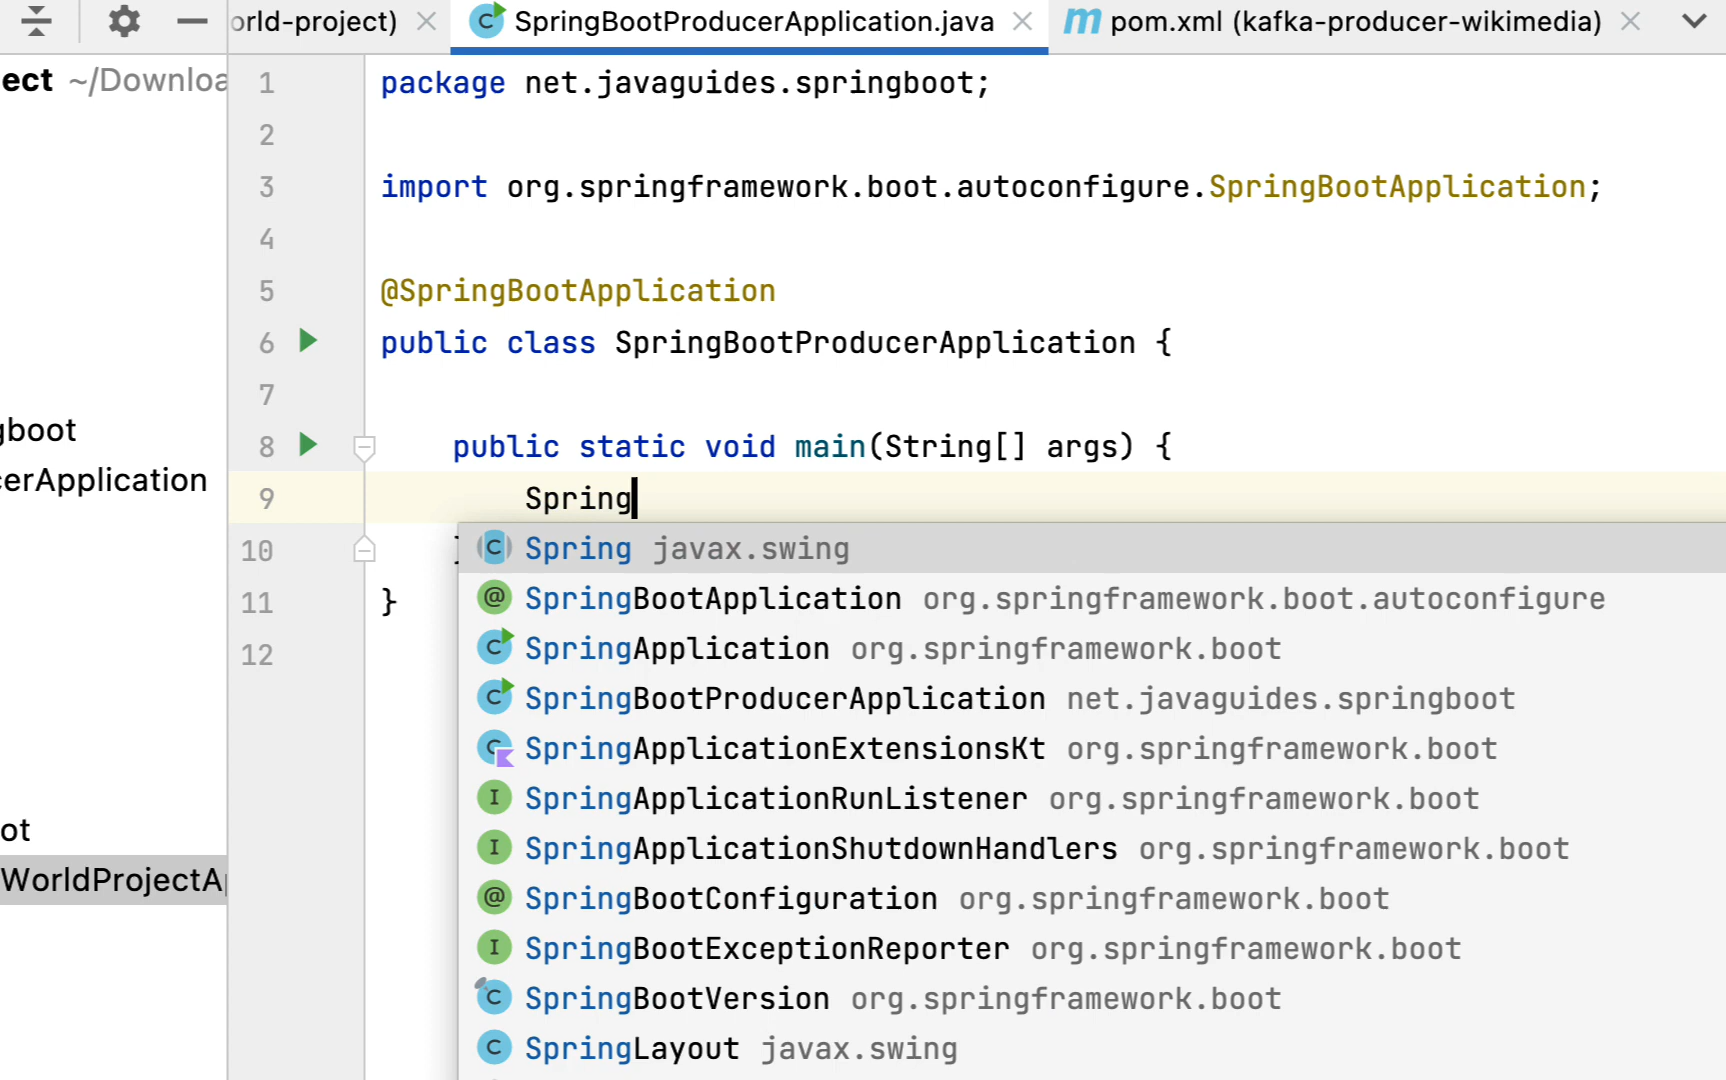 orld-project)
SpringBootProducerApplication.java
pom.xml (kafka-producer-wikimedia)
ect ~/Downloa
gboot
cerApplication
ot
WorldProjectAp
1 package net.javaguides.springboot;
2
3 import org.springframework.boot.autoconfigure.SpringBootApplication;
4
5 @SpringBootApplication
6 public class SpringBootProducerApplication {
7
8 public static void main(String[] args) {
9 Spring
10
11 }
12
Spring javax.swing
SpringBootApplication org.springframework.boot.autoconfigure
SpringApplication org.springframework.boot
SpringBootProducerApplication net.javaguides.springboot
SpringApplicationExtensionsKt org.springframework.boot
SpringApplicationRunListener org.springframework.boot
SpringApplicationShutdownHandlers org.springframework.boot
SpringBootConfiguration org.springframework.boot
SpringBootExceptionReporter org.springframework.boot
SpringBootVersion org.springframework.boot
SpringLayout javax.swing